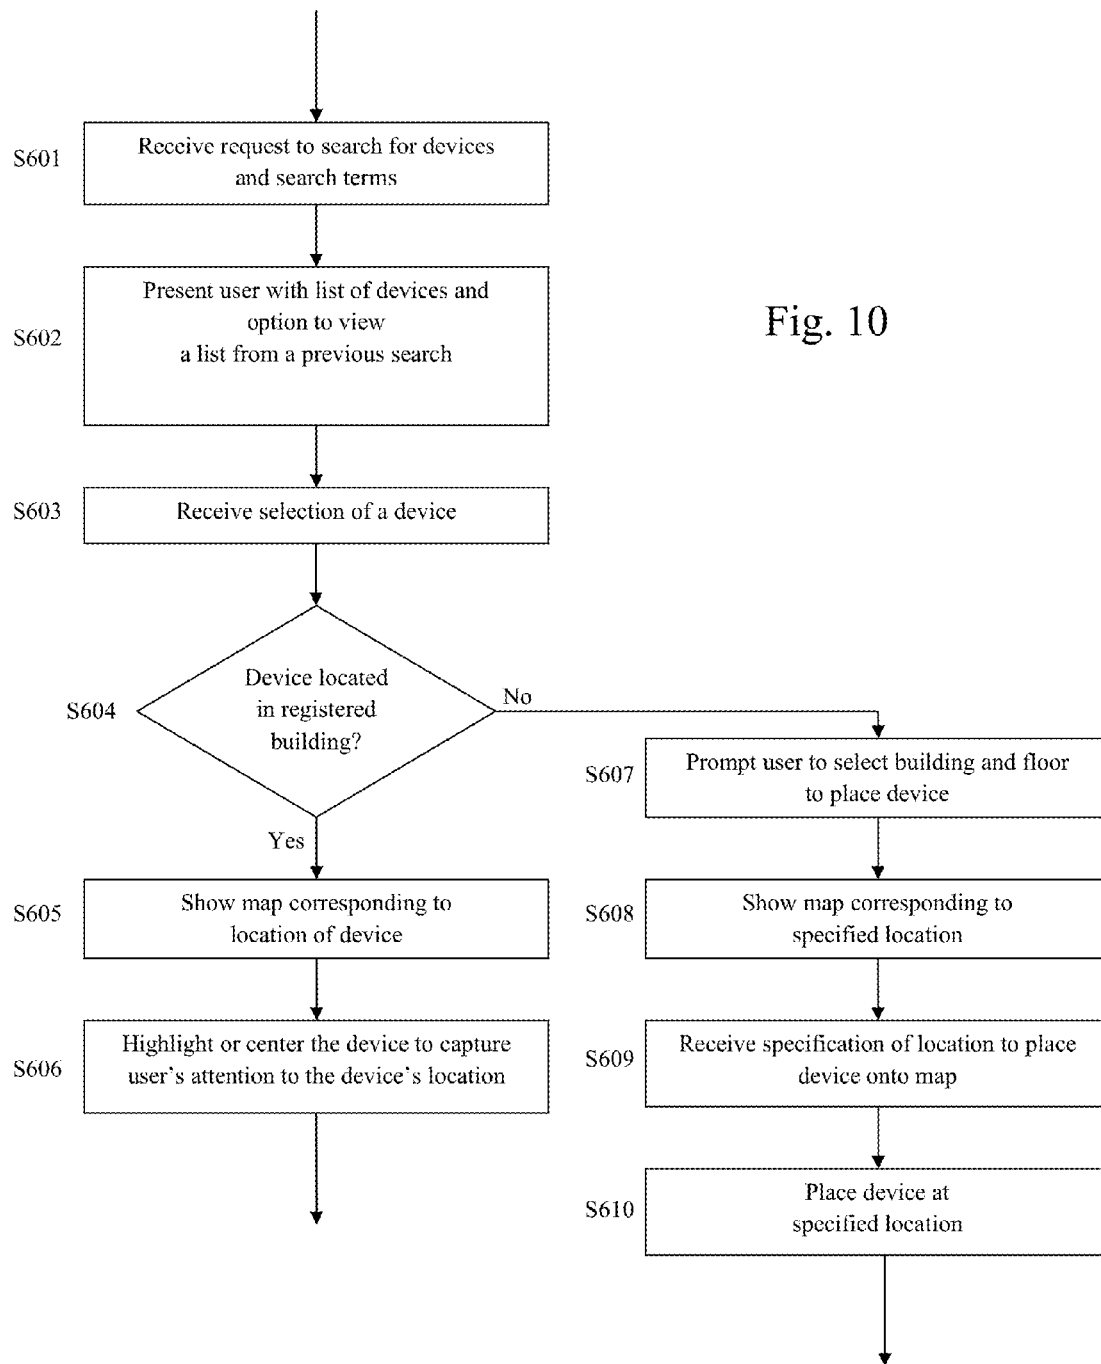 S601
Receive request to search for devices
and search terms
S602
Present user with list of devices and
option to view
a list from a previous search
Fig. 10
S603
Receive selection of a device
S604
Device located
in registered
building?
No
Yes
S605
Show map corresponding to
location of device
S606
Highlight or center the device to capture
user’s attention to the device’s location
S607
Prompt user to select building and floor
to place device
S608
Show map corresponding to
specified location
S609
Receive specification of location to place
device onto map
S610
Place device at
specified location